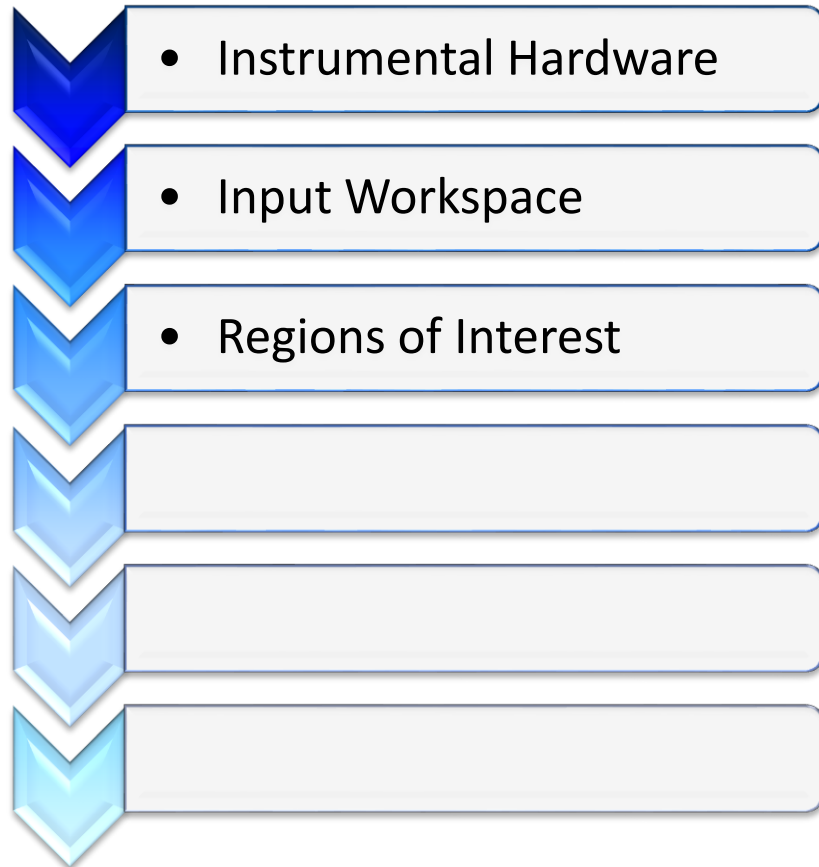 • Instrumental Hardware
• Input Workspace
• Regions of Interest